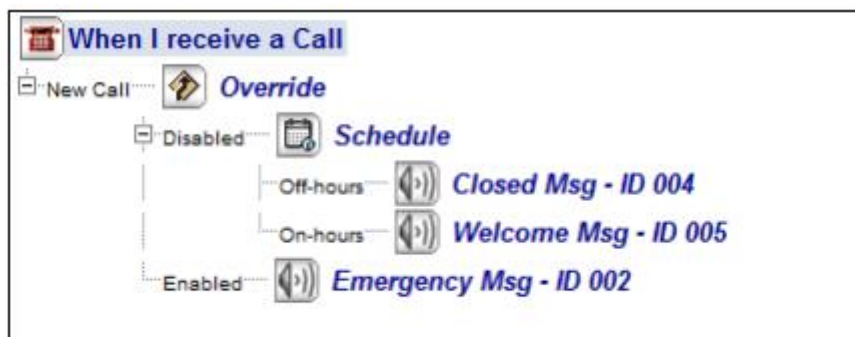 When I receive a Call
New Call Override
Disabled Schedule
Off-hours Closed Msg - ID 004
On-hours Welcome Msg - ID 005
Enabled Emergency Msg - ID 002